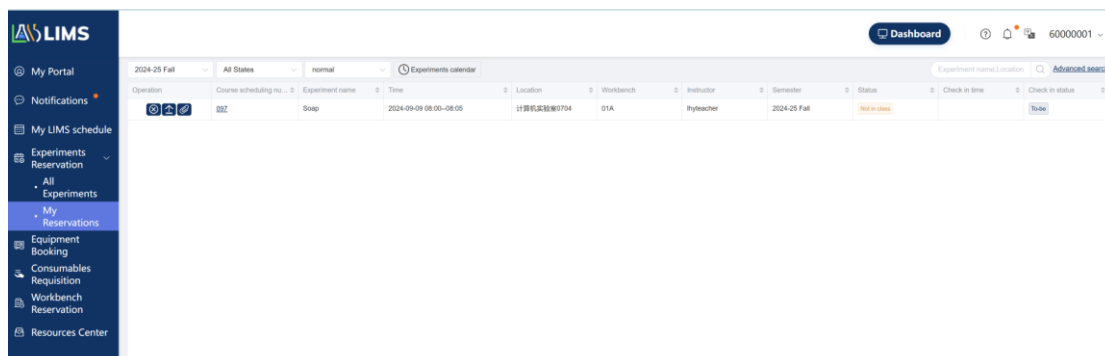 LIMS
Dashboard
60000001
My Portal
Notifications
My LIMS schedule
Experiments
Reservation
All
Experiments
My
Reservations
Equipment
Booking
Consumables
Requisition
Workbench
Reservation
Resources Center
2024-25 Fall
All States
normal
Experiments calendar
Experiment name,Location
Advanced searc
Operation
Course scheduling nu...
Experiment name
Time
Location
Workbench
Instructor
Semester
Status
Check in time
Check in status
097
Soap
2024-09-09 08:00--08:05
计算机实验室0704
01A
lhyteacher
2024-25 Fall
Not in class
To-be